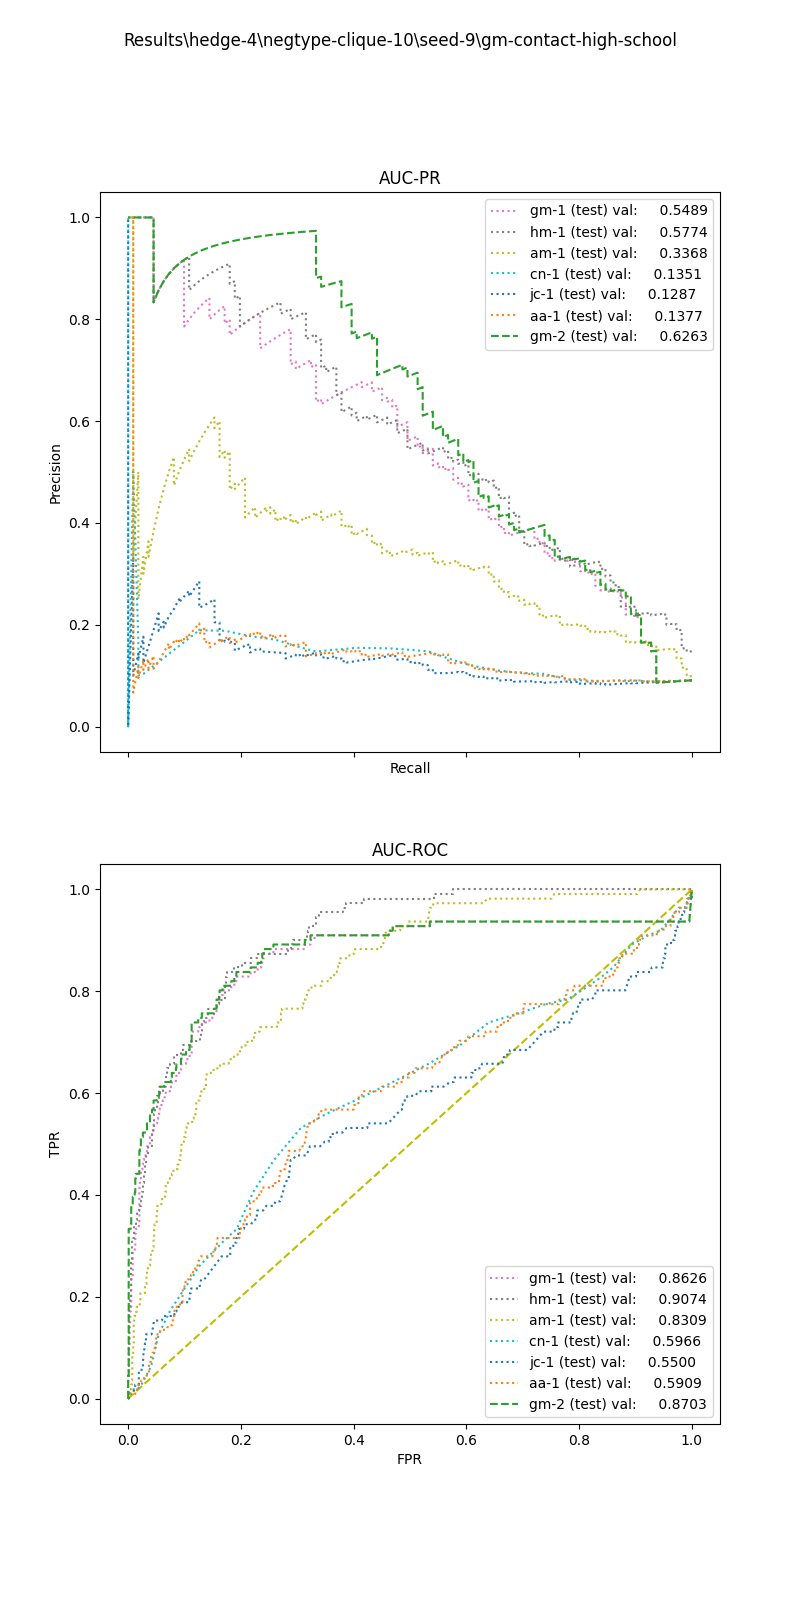 Results\hedge-4\negtype-clique-10\seed-9\gm-contact-high-school
AUC-PR
gm-1 (test) val: 0.5489
hm-1 (test) val: 0.5774
am-1 (test) val: 0.3368
cn-1 (test) val: 0.1351
jc-1 (test) val: 0.1287
aa-1 (test) val: 0.1377
gm-2 (test) val: 0.6263
1.0
0.8
0.6
0.4
0.2
0.0
Precision
Recall
AUC-ROC
1.0
0.8
0.6
0.4
0.2
0.0
TPR
gm-1 (test) val: 0.8626
hm-1 (test) val: 0.9074
am-1 (test) val: 0.8309
cn-1 (test) val: 0.5966
jc-1 (test) val: 0.5500
aa-1 (test) val: 0.5909
gm-2 (test) val: 0.8703
0.0 0.2 0.4 0.6 0.8 1.0
FPR